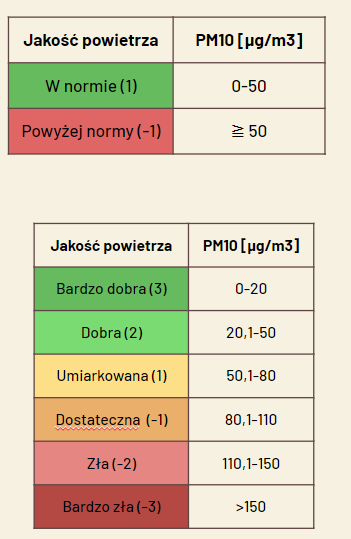 Jakość powietrza PM10 [µg/m3]
W normie (1) 0-50
Powyżej normy (-1) ≧ 50
Jakość powietrza PM10 [µg/m3]
Bardzo dobra (3) 0-20
Dobra (2) 20,1-50
Umiarkowana (1) 50,1-80
Dostateczna (-1) 80,1-110
Zła (-2) 110,1-150
Bardzo zła (-3) >150